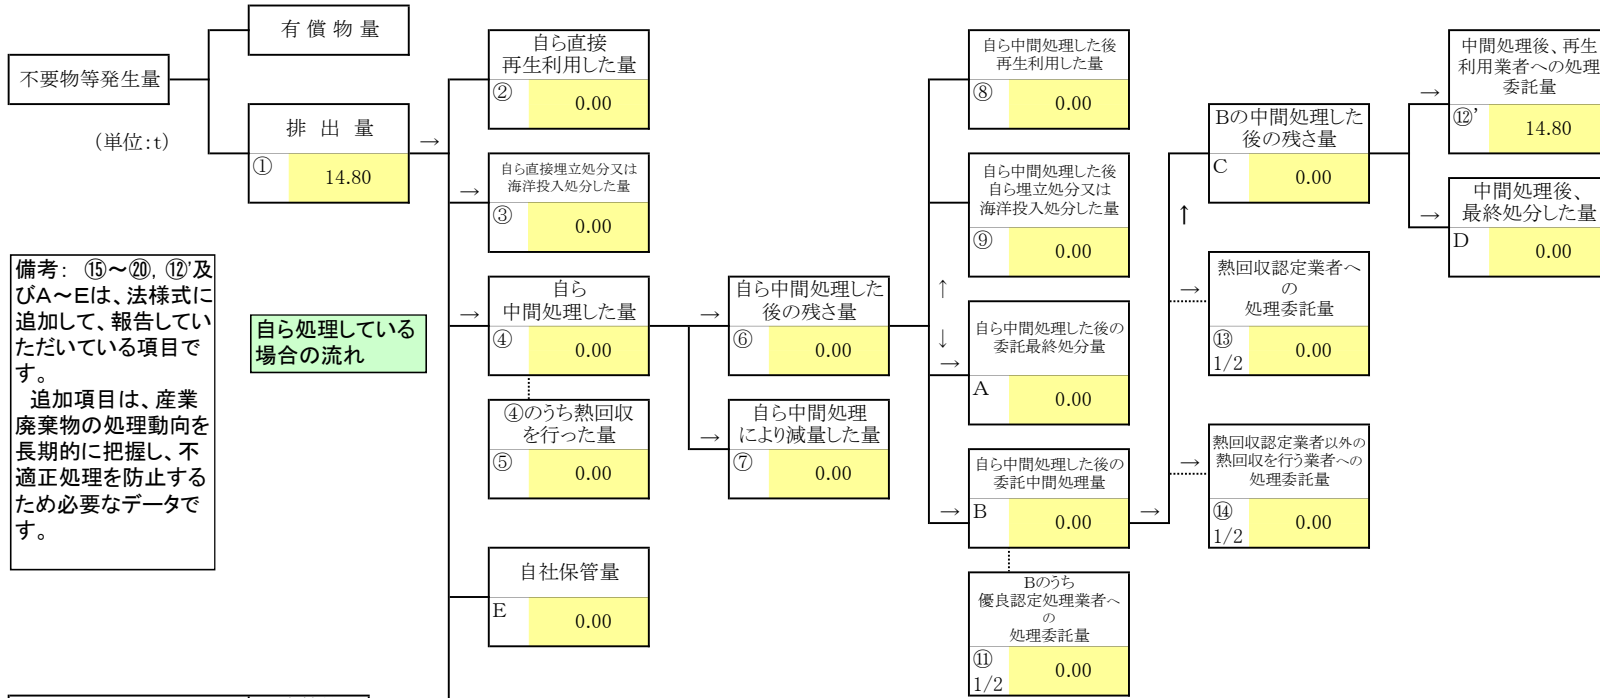 有 償 物 量
不要物等発生量
(単位:t)
排 出 量
①
14.80
→
自ら直接
再生利用した量
②
0.00
→
自ら直接埋立処分又は
海洋投入処分した量
③
0.00
→
自ら
中間処理した量
④
0.00
④のうち熱回収
を行った量
⑤
0.00
自社保管量
E
0.00
備考： ⑮～⑳, ⑫'及
びA～Eは、法様式に
追加して、報告してい
ただいている項目で
す。
追加項目は、産業
廃棄物の処理動向を
長期的に把握し、不
適正処理を防止する
ため必要なデータで
す。
自ら処理している
場合の流れ
→
自ら中間処理した
後の残さ量
⑥
0.00
→
自ら中間処理
により減量した量
⑦
0.00
自ら中間処理した後
再生利用した量
⑧
0.00
自ら中間処理した後
自ら埋立処分又は
海洋投入処分した量
⑨
0.00
↑
↓
→
自ら中間処理した後の
委託最終処分量
A
0.00
→
自ら中間処理した後の
委託中間処理量
B
0.00
→
Bのうち
優良認定処理業者へ
の
処理委託量
⑪
1/2
0.00
Bの中間処理した
後の残さ量
C
0.00
↑
→
熱回収認定業者へ
の
処理委託量
⑬
1/2
0.00
→
熱回収認定業者以外の
熱回収を行う業者への
処理委託量
⑭
1/2
0.00
→
中間処理後、再生
利用業者への処理
委託量
⑫'
14.80
→
中間処理後、
最終処分した量
D
0.00